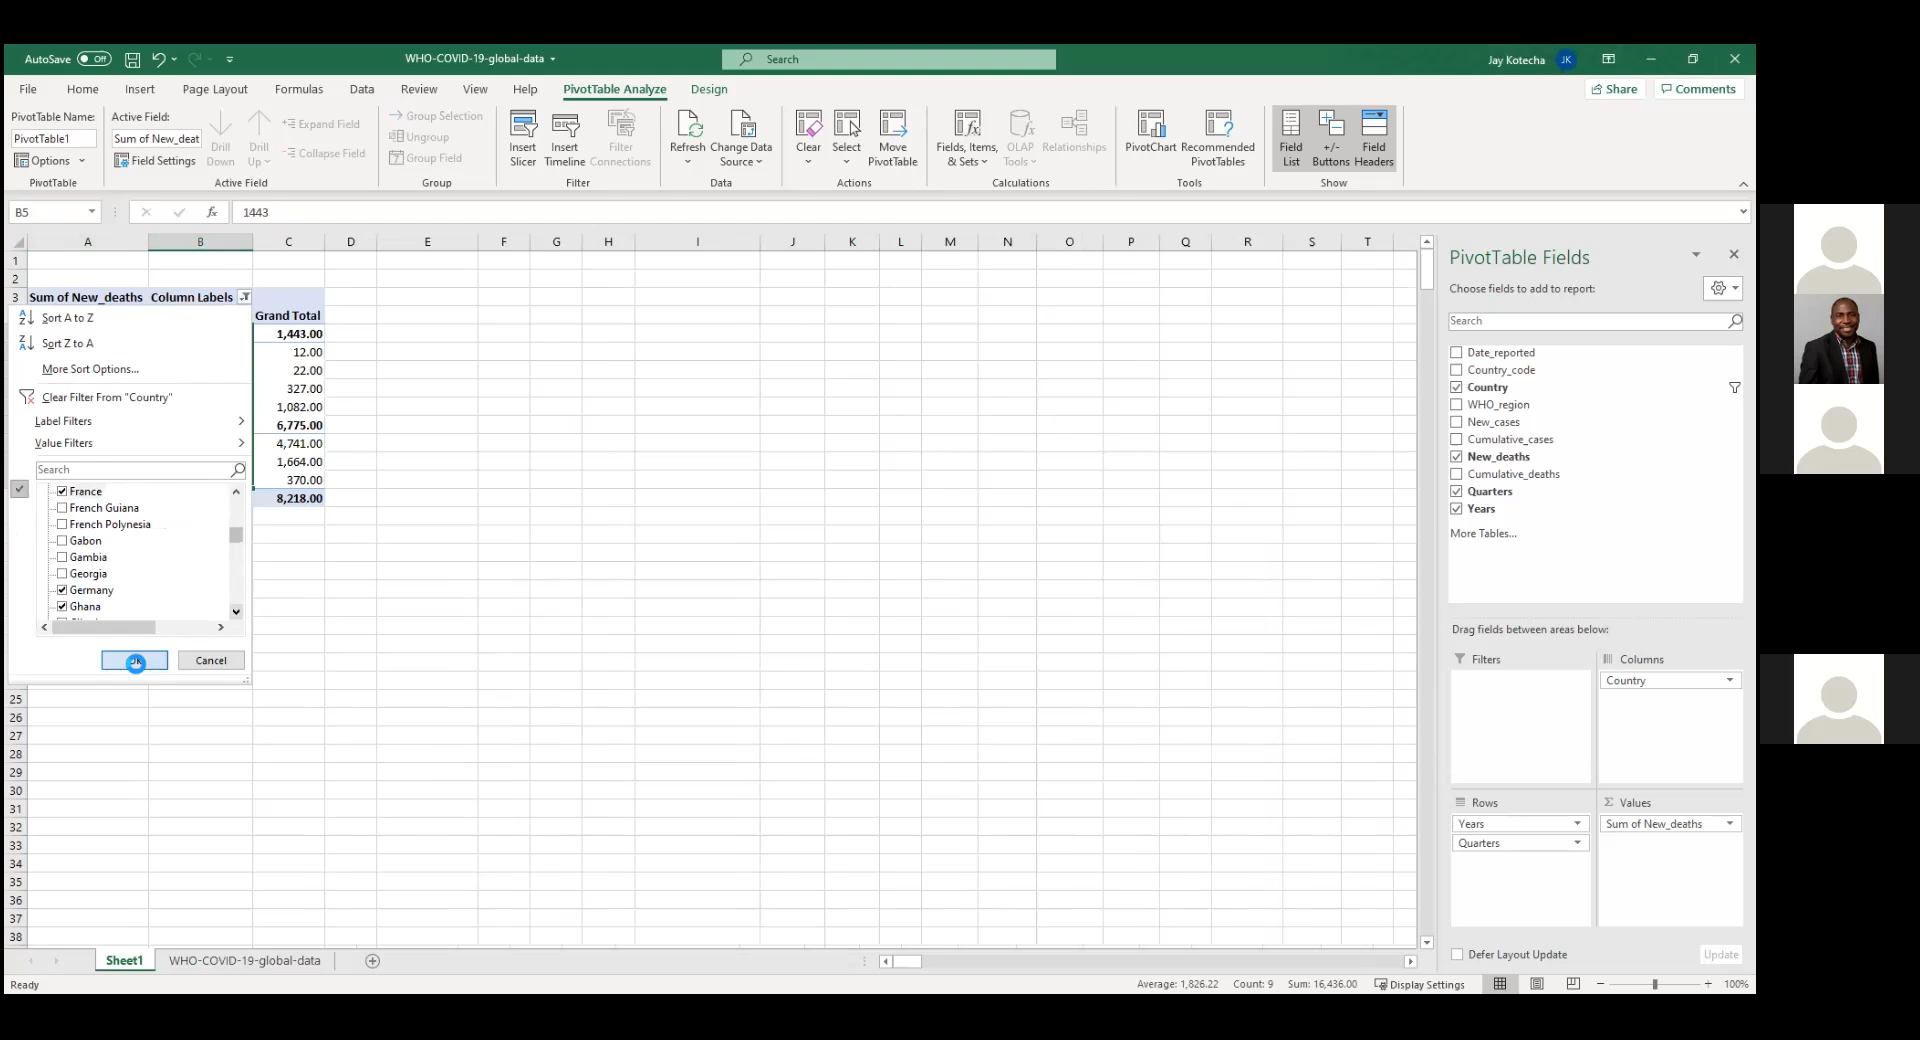 AutoSave Off
WHO-COVID-19-global-data
Search
Jay Kotecha JK
File Home Insert Page Layout Formulas Data Review View Help PivotTable Analyze Design
Share Comments
PivotTable Name:
PivotTable1
Options
PivotTable
Active Field:
Sum of New_deat
Field Settings
Drill Down
Drill Up
Expand Field
Collapse Field
Active Field
Group Selection
Ungroup
Group Field
Group
Insert Slicer
Insert Timeline
Filter Connections
Filter
Refresh
Change Data Source
Data
Clear
Select
Move PivotTable
Actions
Fields, Items, & Sets
OLAP Tools
Relationships
Calculations
PivotChart
Recommended PivotTables
Tools
Field List
+/- Buttons
Field Headers
Show
B5
fx
1443
A B C D E F G H I J K L M N O P Q R S T
1
2
3 Sum of New_deaths Column Labels
Grand Total
1,443.00
12.00
22.00
327.00
1,082.00
6,775.00
4,741.00
1,664.00
370.00
8,218.00
Sort A to Z
Sort Z to A
More Sort Options...
Clear Filter From "Country"
Label Filters
Value Filters
Search
France
French Guiana
French Polynesia
Gabon
Gambia
Georgia
Germany
Ghana
Cancel
25
26
27
28
29
30
31
32
33
34
35
36
37
38
Sheet1 WHO-COVID-19-global-data
Ready
Average: 1,826.22 Count: 9 Sum: 16,436.00 Display Settings 100%
PivotTable Fields
Choose fields to add to report:
Search
Date_reported
Country_code
Country
WHO_region
New_cases
Cumulative_cases
New_deaths
Cumulative_deaths
Quarters
Years
More Tables...
Drag fields between areas below:
Filters
Columns
Country
Rows
Years
Quarters
Values
Sum of New_deaths
Defer Layout Update
Update